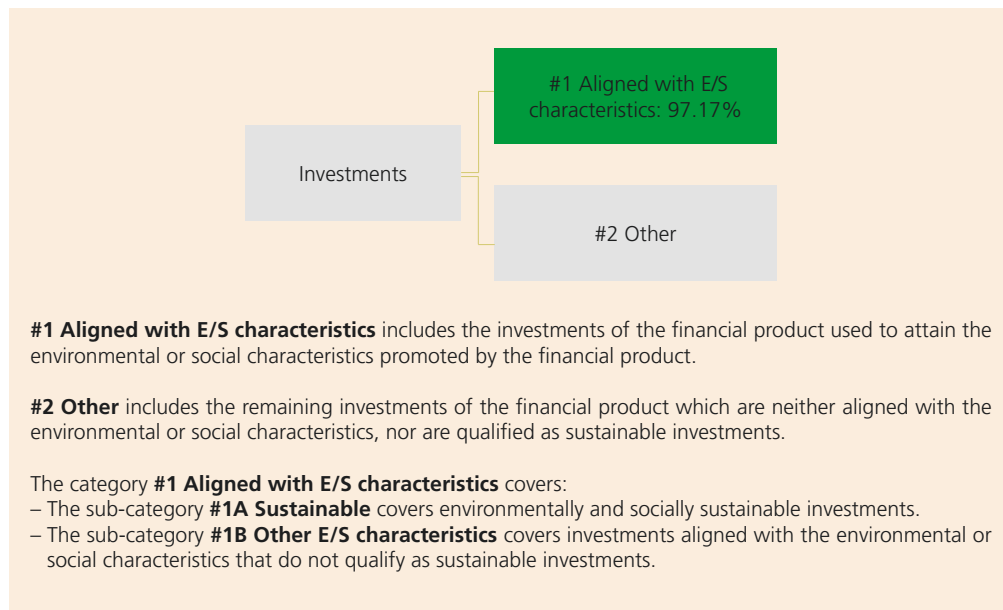 #1 Aligned with E/S
characteristics: 97.17%
Investments
#2 Other
#1 Aligned with E/S characteristics includes the investments of the financial product used to attain the
environmental or social characteristics promoted by the financial product.
#2 Other includes the remaining investments of the financial product which are neither aligned with the
environmental or social characteristics, nor are qualified as sustainable investments.
The category #1 Aligned with E/S characteristics covers:
– The sub-category #1A Sustainable covers environmentally and socially sustainable investments.
– The sub-category #1B Other E/S characteristics covers investments aligned with the environmental or
social characteristics that do not qualify as sustainable investments.